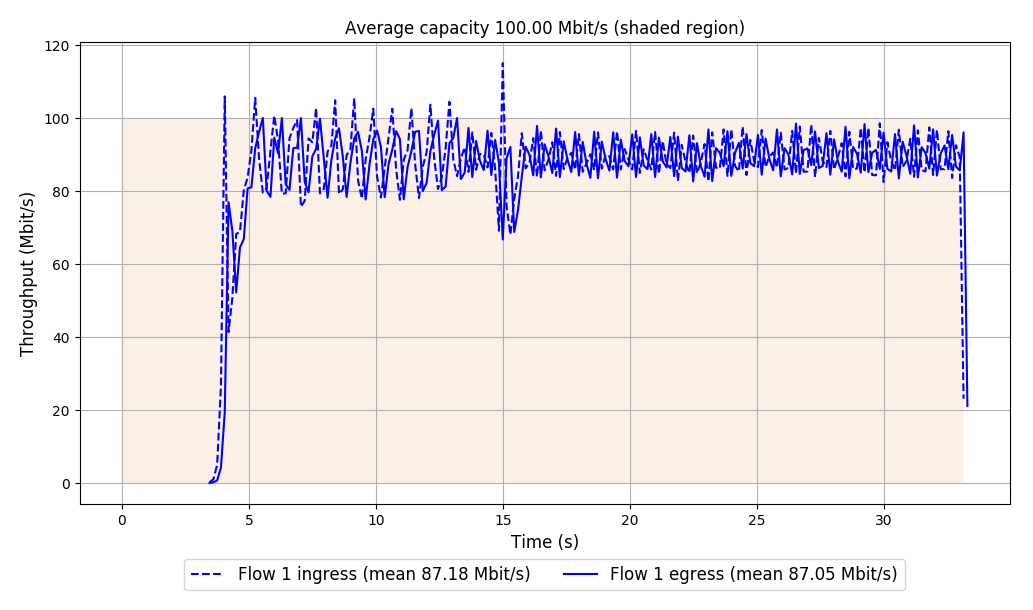 Average capacity 100.00 Mbit/s (shaded region)
120
100
80
60
40
20
0
Throughput (Mbit/s)
0 5 10 15 20 25 30
Time (s)
Flow 1 ingress (mean 87.18 Mbit/s) Flow 1 egress (mean 87.05 Mbit/s)